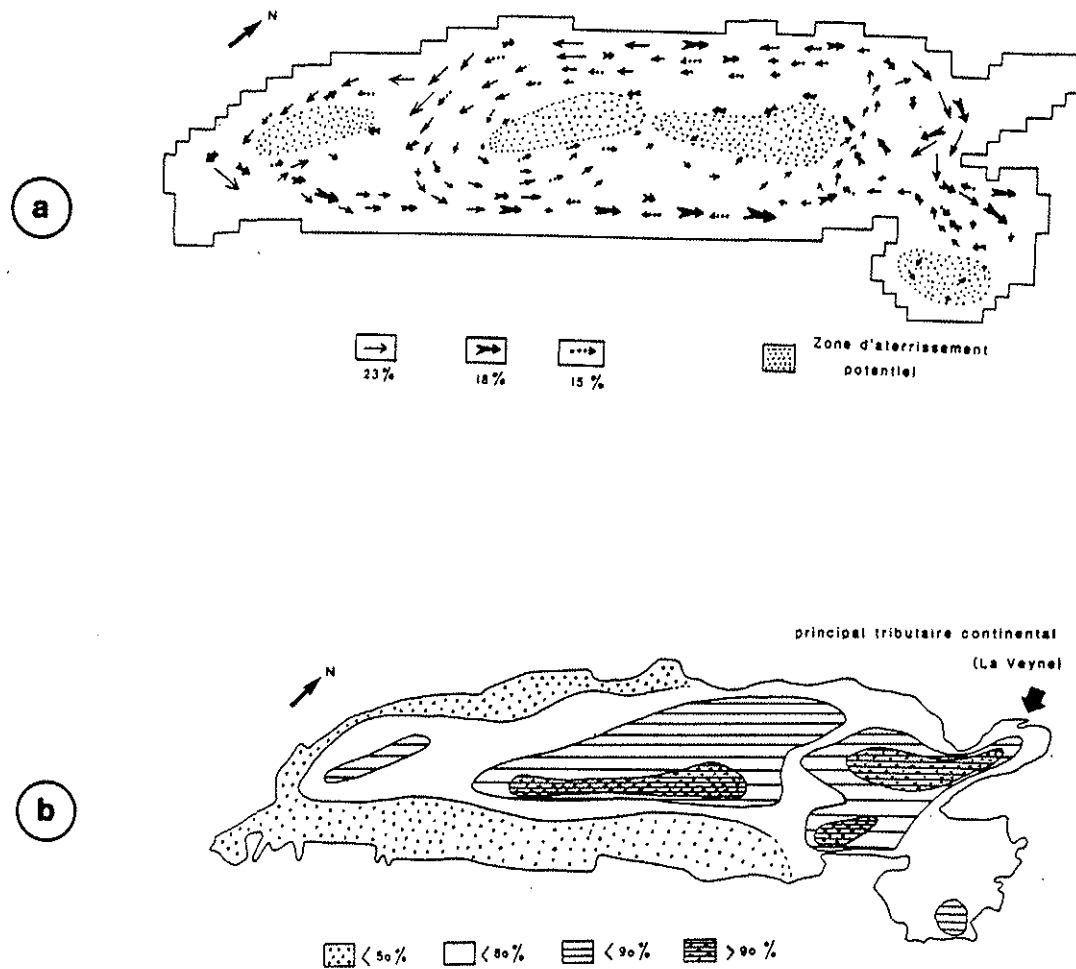 N
a
23%
18%
15%
Zone d'aterrissement
potentiel
principal tributaire continental
(La Veyne)
N
b
< 50%
< 80%
< 90%
> 90%